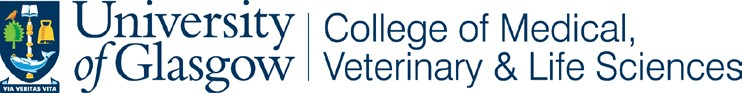 University
of Glasgow
College of Medical,
Veterinary & Life Sciences
VIA VERITAS VITA